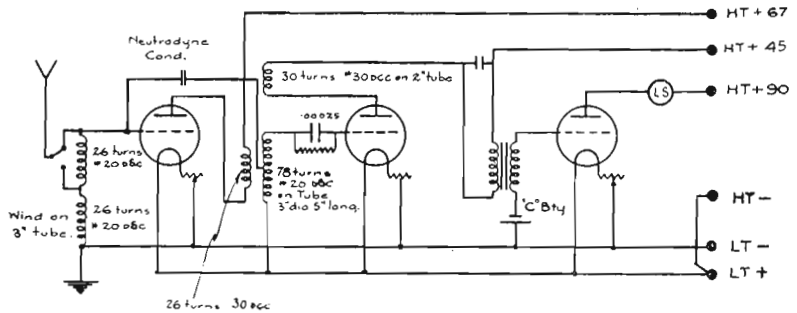 HT + 67
Neutrodyne
Cond.
HT + 45
30 turns #30 DCC on 2" tube
HT + 90
LS
.00025
26 turns
# 20 DSC
78 turns
# 20 DSC
on Tube
3" dia 5" long.
26 turns
# 20 DSC
Wind on
3" tube.
"C" Bty
HT -
LT -
LT +
26 turns 30 DCC